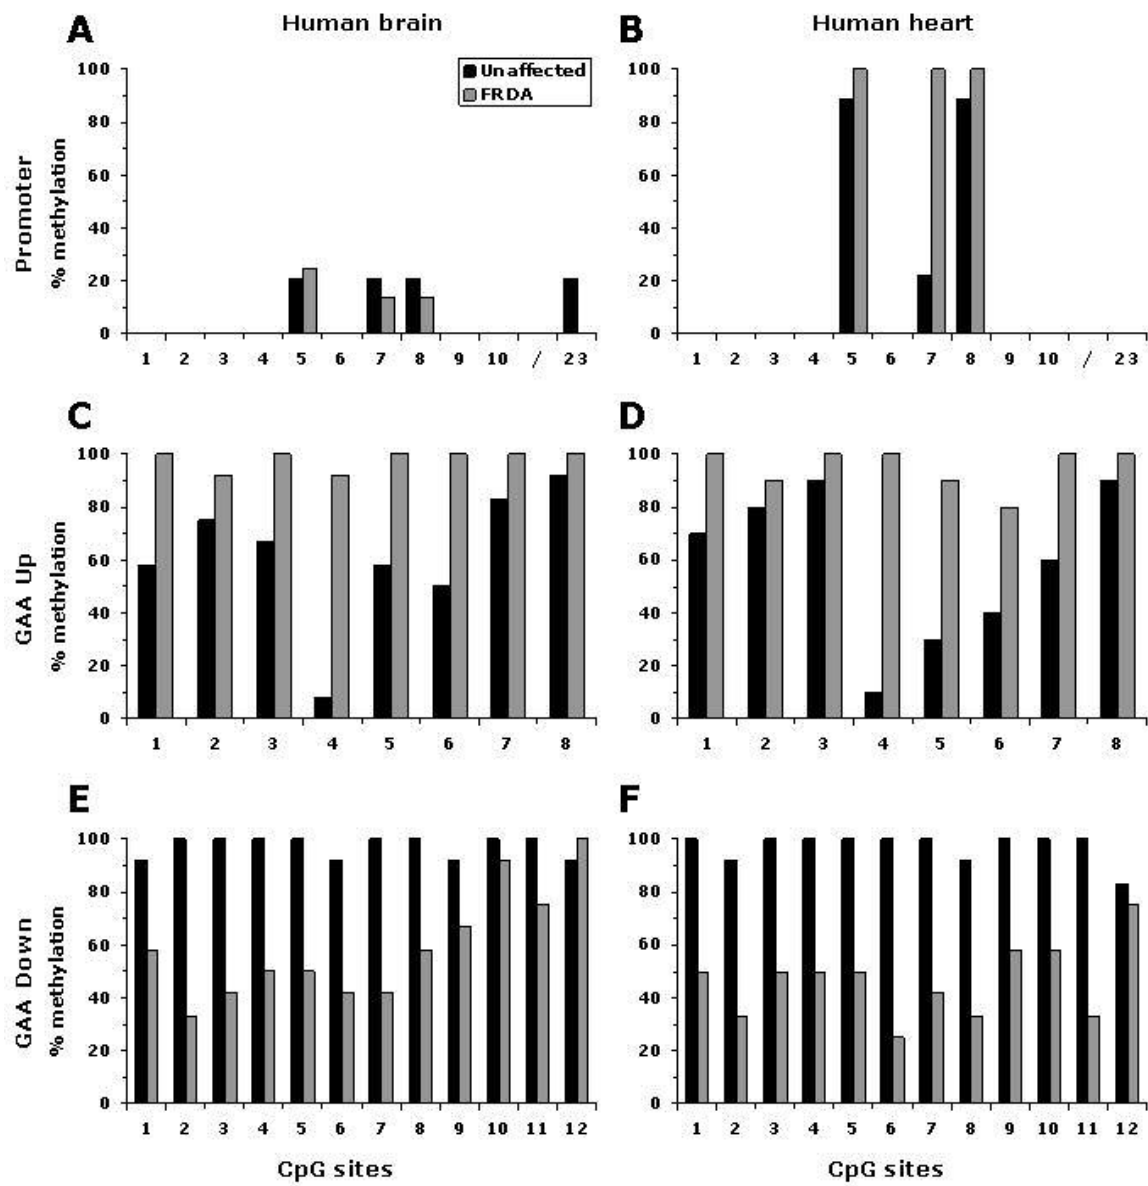 A Human brain
B Human heart
Unaffected
FRDA
Promoter
% methylation
100
80
60
40
20
0
1 2 3 4 5 6 7 8 9 10 / 23
100
80
60
40
20
0
1 2 3 4 5 6 7 8 9 10 / 23
C
D
GAA Up
% methylation
100
80
60
40
20
0
1 2 3 4 5 6 7 8
100
80
60
40
20
0
1 2 3 4 5 6 7 8
E
F
GAA Down
% methylation
100
80
60
40
20
0
1 2 3 4 5 6 7 8 9 10 11 12
CpG sites
100
80
60
40
20
0
1 2 3 4 5 6 7 8 9 10 11 12
CpG sites